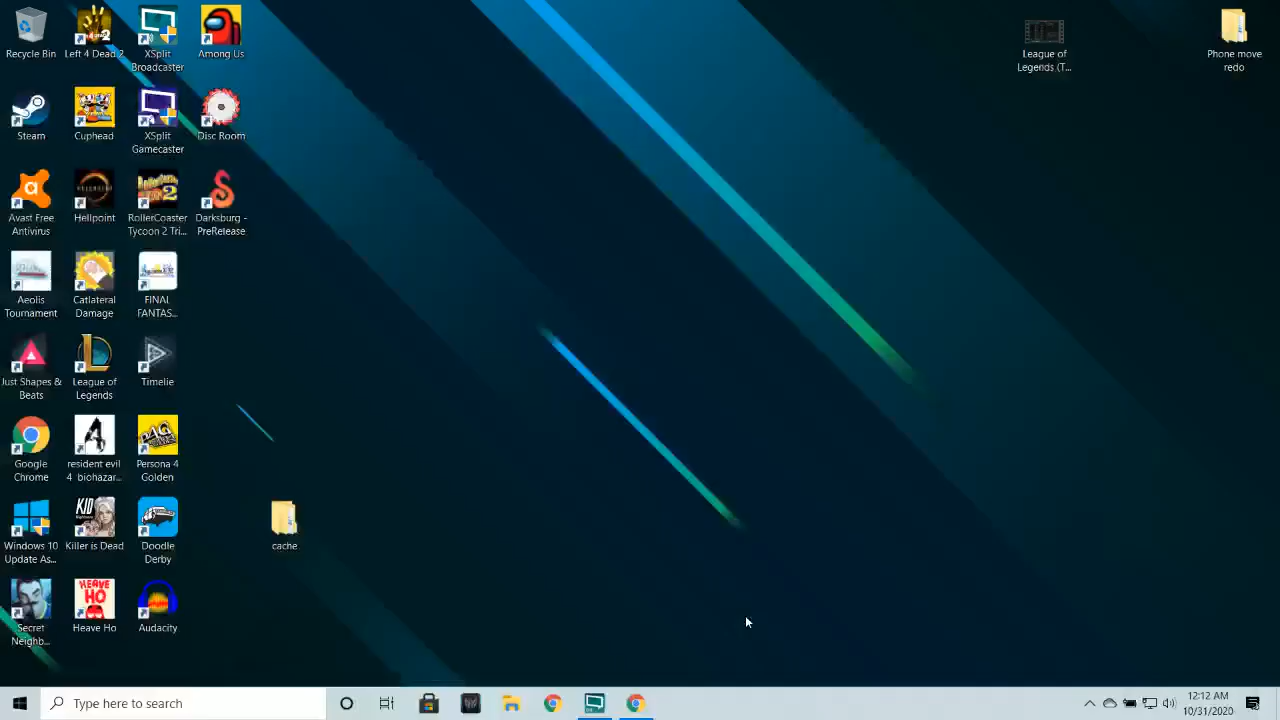 Recycle Bin
Left 4 Dead 2
XSplit
Broadcaster
Among Us
League of
Legends (T...
Phone move
redo
Steam
Cuphead
XSplit
Gamecaster
Disc Room
Avast Free
Antivirus
Hellpoint
RollerCoaster
Tycoon 2 Tri...
Darksburg -
PreRelease
Aeolis
Tournament
Catlateral
Damage
FINAL
FANTAS...
Just Shapes &
Beats
League of
Legends
Timelie
Google
Chrome
resident evil
4 biohazar...
P4G
Persona 4
Golden
Windows 10
Update As...
KID
Killer is Dead
Doodle
Derby
cache
Secret
Neighb...
HEAVE
HO
Heave Ho
Audacity
Type here to search
12:12 AM
10/31/2020